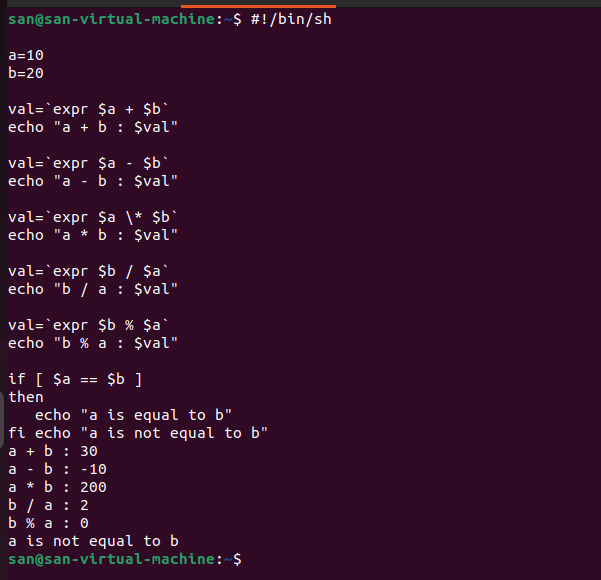 san@san-virtual-machine:~$ #!/bin/sh
a=10
b=20
val=`expr $a + $b`
echo "a + b : $val"
val=`expr $a - $b`
echo "a - b : $val"
val=`expr $a \* $b`
echo "a * b : $val"
val=`expr $b / $a`
echo "b / a : $val"
val=`expr $b % $a`
echo "b % a : $val"
if [ $a == $b ]
then
   echo "a is equal to b"
fi echo "a is not equal to b"
a + b : 30
a - b : -10
a * b : 200
b / a : 2
b % a : 0
a is not equal to b
san@san-virtual-machine:~$